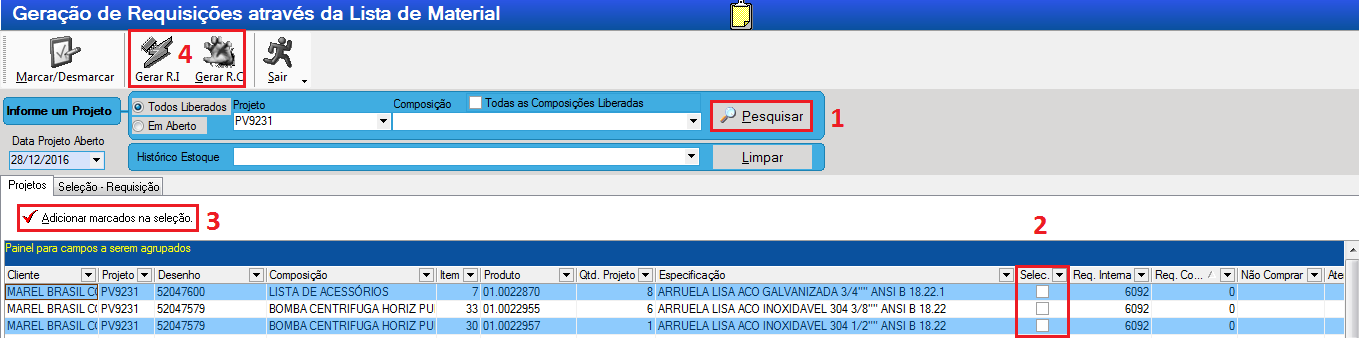 Geração de Requisições através da Lista de Material
Marcar/Desmarcar Gerar R.I 4 Gerar R.C Sair
Informe um Projeto Todos Liberados Projeto Composição Todas as Composições Liberadas
Em Aberto PV9231 Pesquisar 1
Data Projeto Aberto
28/12/2016 Histórico Estoque Limpar
Projetos Seleção - Requisição
Adicionar marcados na seleção. 3
2
Painel para campos a serem agrupados
Cliente Projeto Desenho Composição Item Produto Qtd. Projeto Especificação Selec. Req. Interna Req. Co... Não Comprar Ate
MAREL BRASIL CO PV9231 52047600 LISTA DE ACESSÓRIOS 7 01.0022870 8 ARRUELA LISA ACO GALVANIZADA 3/4"" ANSI B 18.22.1 6092 0
MAREL BRASIL CO PV9231 52047579 BOMBA CENTRIFUGA HORIZ PU 33 01.0022955 6 ARRUELA LISA ACO INOXIDAVEL 304 3/8"" ANSI B 18.22 6092 0
MAREL BRASIL CO PV9231 52047579 BOMBA CENTRIFUGA HORIZ PU 30 01.0022957 1 ARRUELA LISA ACO INOXIDAVEL 304 1/2"" ANSI B 18.22 6092 0